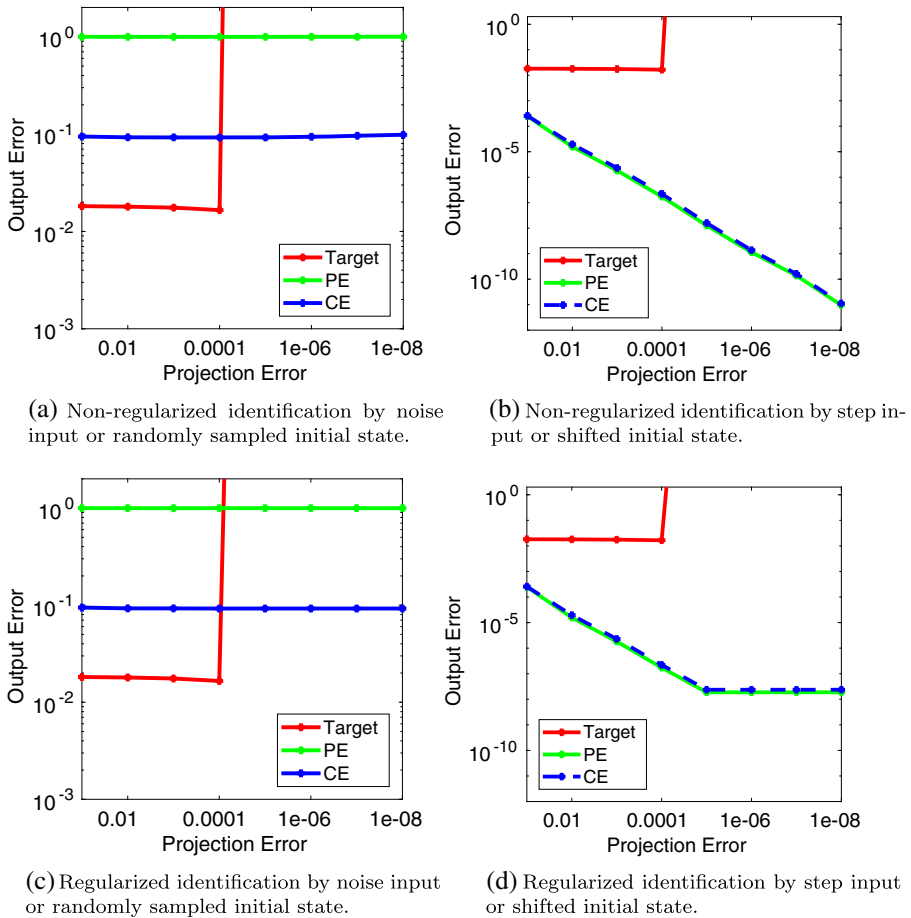 10^0
10^-1
10^-2
10^-3
Output Error
Target
PE
CE
0.01 0.0001 1e-06 1e-08
Projection Error
(a) Non-regularized identification by noise
input or randomly sampled initial state.
10^0
10^-5
10^-10
Output Error
Target
PE
CE
0.01 0.0001 1e-06 1e-08
Projection Error
(b) Non-regularized identification by step in-
put or shifted initial state.
10^0
10^-1
10^-2
10^-3
Output Error
Target
PE
CE
0.01 0.0001 1e-06 1e-08
Projection Error
(c) Regularized identification by noise input
or randomly sampled initial state.
10^0
10^-5
10^-10
Output Error
Target
PE
CE
0.01 0.0001 1e-06 1e-08
Projection Error
(d) Regularized identification by step input
or shifted initial state.